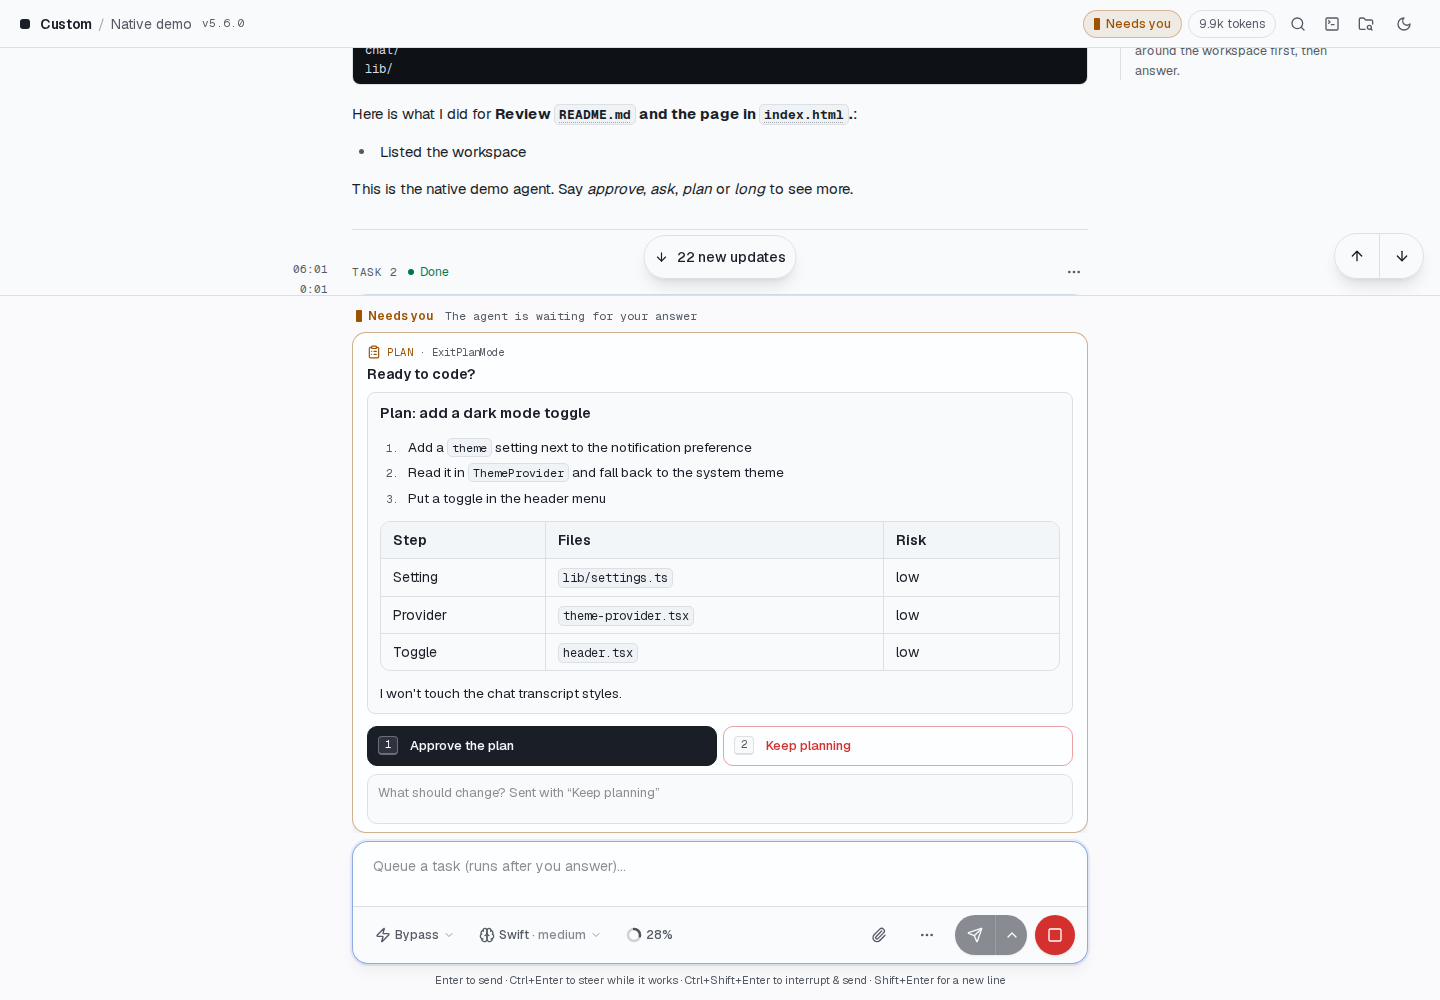 Custom / Native demo v5.6.0
Needs you
9.9k tokens
chat/
lib/
around the workspace first, then
answer.
Here is what I did for Review README.md and the page in index.html.:
Listed the workspace
This is the native demo agent. Say approve, ask, plan or long to see more.
22 new updates
06:01
TASK 2 Done
0:01
Needs you The agent is waiting for your answer
PLAN · ExitPlanMode
Ready to code?
Plan: add a dark mode toggle
1. Add a theme setting next to the notification preference
2. Read it in ThemeProvider and fall back to the system theme
3. Put a toggle in the header menu
Step Files Risk
Setting lib/settings.ts low
Provider theme-provider.tsx low
Toggle header.tsx low
I won't touch the chat transcript styles.
1 Approve the plan
2 Keep planning
What should change? Sent with “Keep planning”
Queue a task (runs after you answer)...
Bypass
Swift · medium
28%
Enter to send · Ctrl+Enter to steer while it works · Ctrl+Shift+Enter to interrupt & send · Shift+Enter for a new line